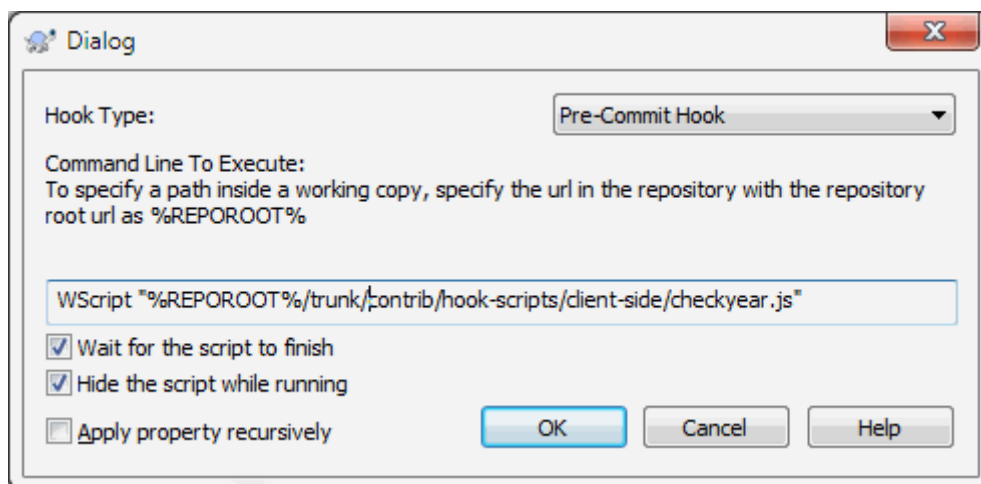 Dialog
Hook Type:
Pre-Commit Hook
Command Line To Execute:
To specify a path inside a working copy, specify the url in the repository with the repository
root url as %REPOROOT%
WScript "%REPOROOT%/trunk/contrib/hook-scripts/client-side/checkyear.js"
Wait for the script to finish
Hide the script while running
Apply property recursively
OK
Cancel
Help